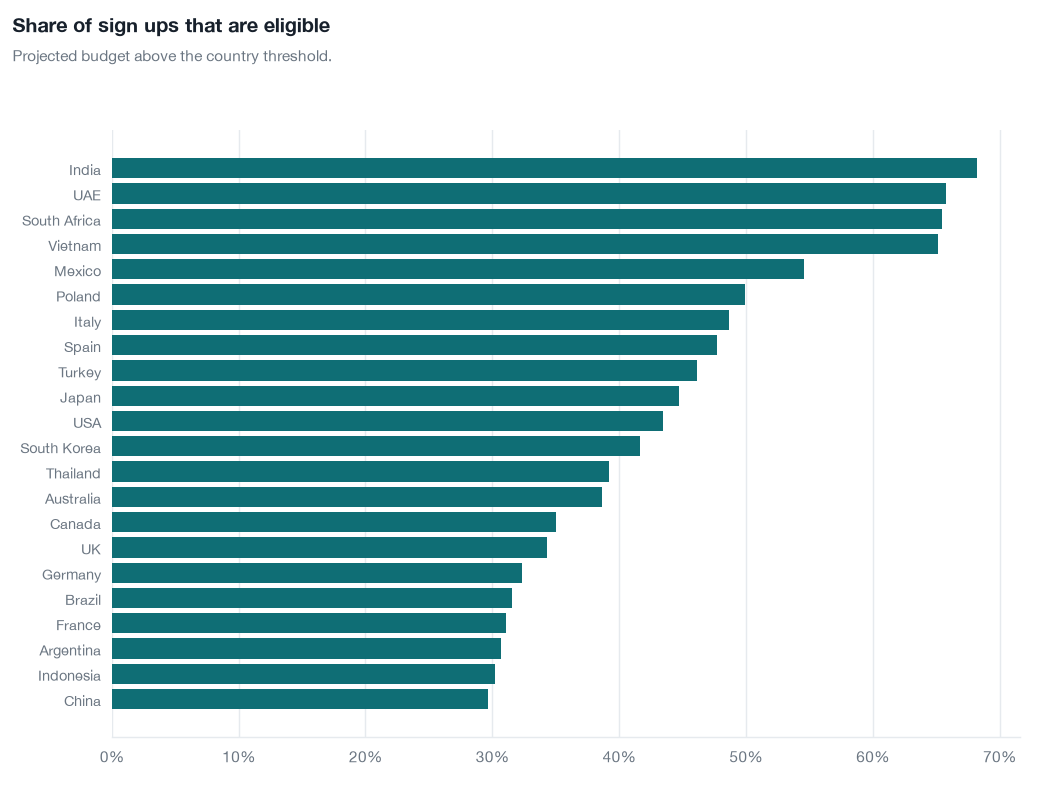 Share of sign ups that are eligible
Projected budget above the country threshold.
India
UAE
South Africa
Vietnam
Mexico
Poland
Italy
Spain
Turkey
Japan
USA
South Korea
Thailand
Australia
Canada
UK
Germany
Brazil
France
Argentina
Indonesia
China
0% 10% 20% 30% 40% 50% 60% 70%